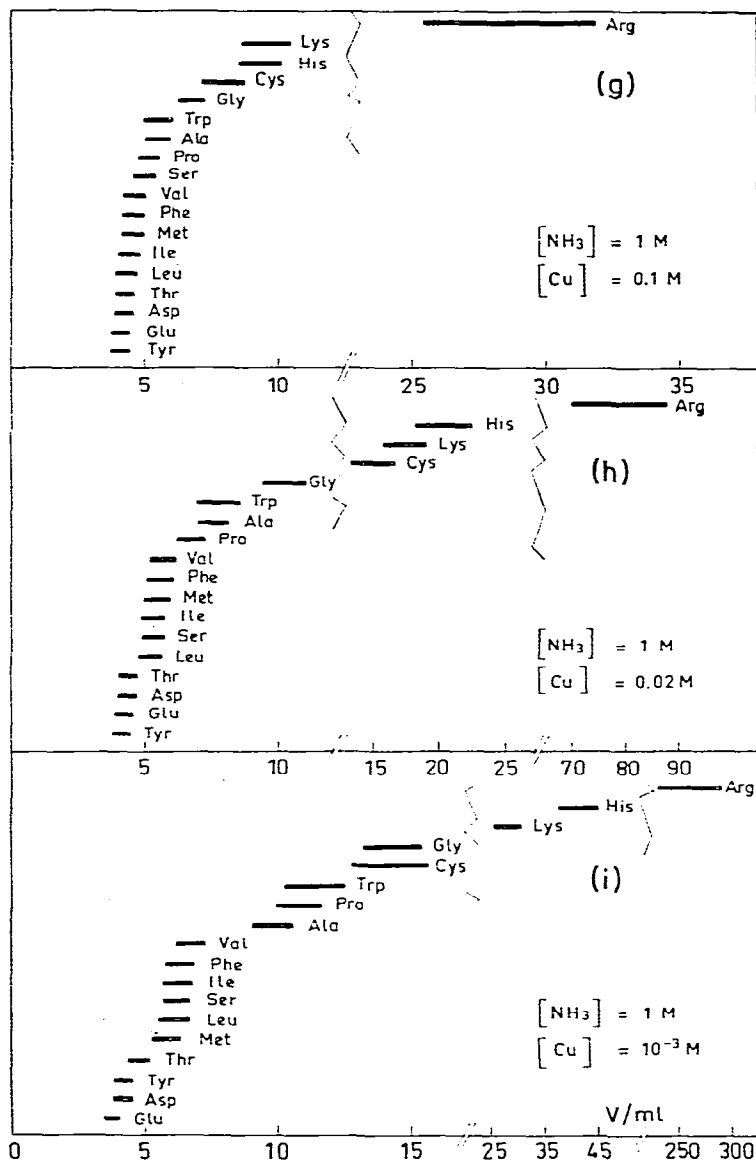 Arg
Lys
His
(g)
Cys
Gly
Trp
Ala
Pro
Ser
Val
Phe
[NH3] = 1 M
Met
Ile
[Cu] = 0.1 M
Leu
Thr
Asp
Glu
Tyr
5 10 25 30 35
Arg
His
Lys
Cys
(h)
Gly
Trp
Ala
Pro
Val
Phe
Met
[NH3] = 1 M
Ile
Ser
Leu
[Cu] = 0.02 M
Thr
Asp
Glu
Tyr
5 10 15 20 25 70 80 90
Arg
His
Lys
Gly
Cys
(i)
Trp
Pro
Ala
Val
Phe
Ile
Ser
[NH3] = 1 M
Leu
Met
[Cu] = 10-3 M
Thr
Tyr
Asp
Glu
V/ml
0 5 10 15 25 35 45 250 300